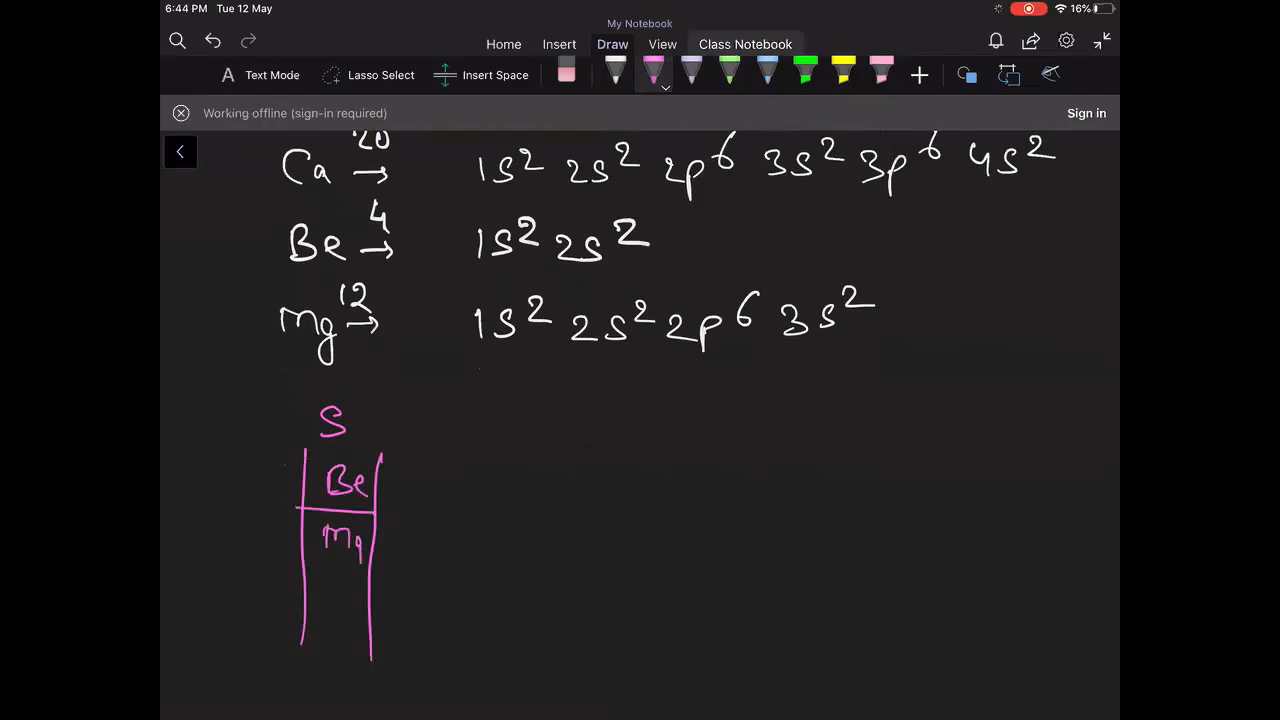 6:44 PM Tue 12 May
16%
My Notebook
Home Insert Draw View Class Notebook
A Text Mode Lasso Select Insert Space
Working offline (sign-in required) Sign in
Ca 20 → 1s² 2s² 2p⁶ 3s² 3p⁶ 4s²
Be 4 → 1s² 2s²
Mg 12 → 1s² 2s² 2p⁶ 3s²
S
Be
Mg